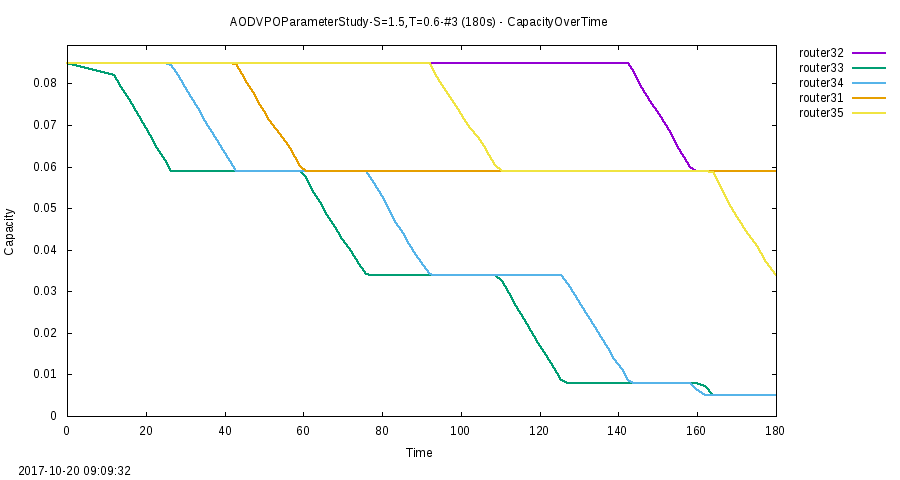 AODVPOParameterStudy-S=1.5,T=0.6-#3 (180s) - CapacityOverTime
router32
router33
router34
router31
router35
0.08
0.07
0.06
0.05
0.04
0.03
0.02
0.01
0
Capacity
0 20 40 60 80 100 120 140 160 180
Time
2017-10-20 09:09:32